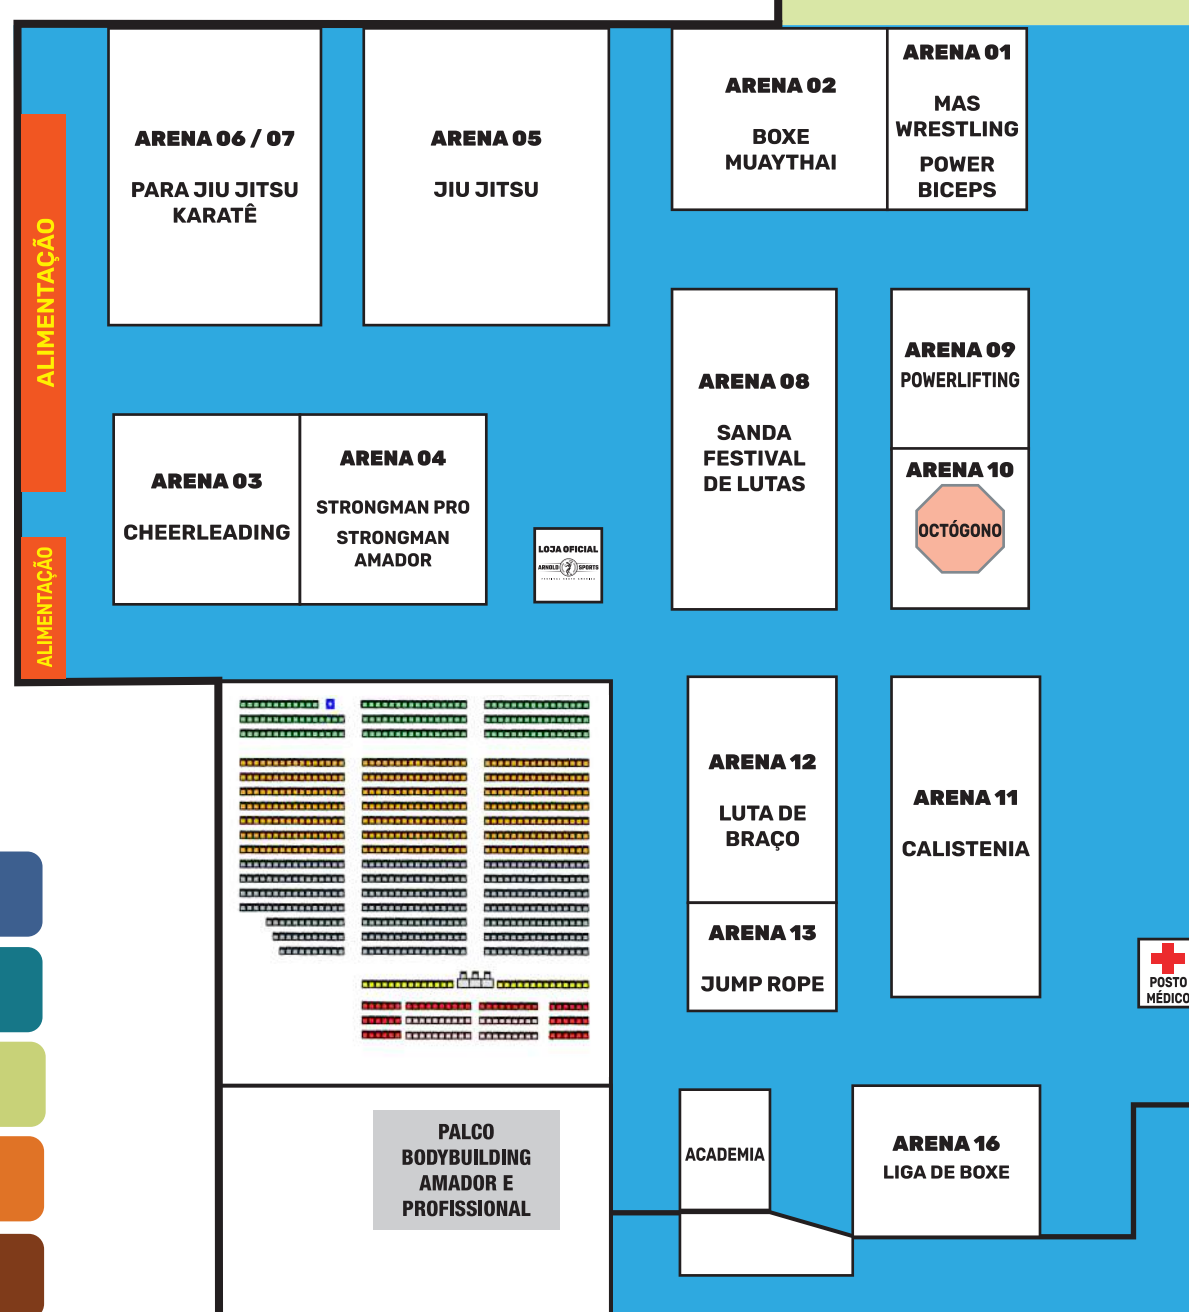 ARENA 01
MAS
WRESTLING
POWER
BICEPS
ARENA 02
BOXE
MUAYTHAI
ARENA 06 / 07
PARA JIU JITSU
KARATÊ
ARENA 05
JIU JITSU
ALIMENTAÇÃO
ARENA 08
SANDA
FESTIVAL
DE LUTAS
ARENA 09
POWERLIFTING
ARENA 10
OCTÓGONO
ARENA 03
CHEERLEADING
ARENA 04
STRONGMAN PRO
STRONGMAN
AMADOR
LOJA OFICIAL
ARNOLD SPORTS
ALIMENTAÇÃO
ARENA 12
LUTA DE
BRAÇO
ARENA 11
CALISTENIA
ARENA 13
JUMP ROPE
POSTO
MÉDICO
PALCO
BODYBUILDING
AMADOR E
PROFISSIONAL
ACADEMIA
ARENA 16
LIGA DE BOXE